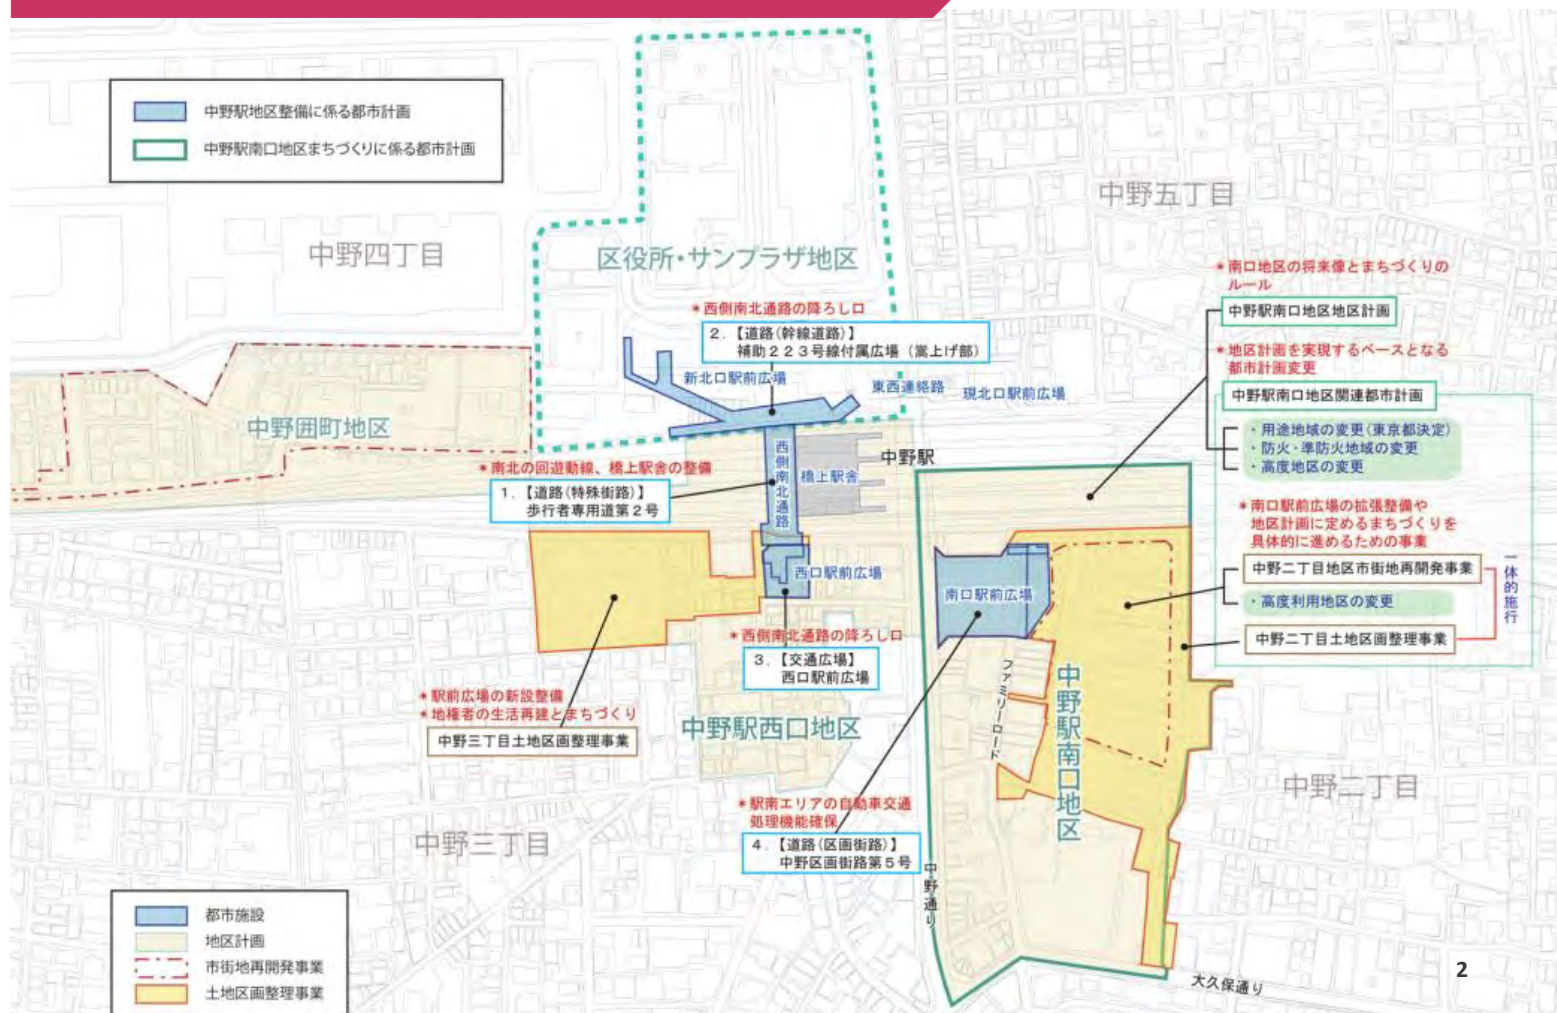 中野駅地区整備に係る都市計画
中野駅南口地区まちづくりに係る都市計画
中野四丁目
区役所・サンプラザ地区
中野五丁目
*西側南北通路の降ろし口
2.【道路(幹線道路)】
補助223号線付属広場(嵩上げ部)
新北口駅前広場
東西連絡路
現北口駅前広場
*南口地区の将来像とまちづくりの
ルール
中野駅南口地区地区計画
*地区計画を実現するベースとなる
都市計画変更
中野駅南口地区関連都市計画
・用途地域の変更(東京都決定)
・防火・準防火地域の変更
・高度地区の変更
中野囲町地区
*南北の回遊動線、橋上駅舎の整備
1.【道路(特殊街路)】
歩行者専用道第2号
西側南北通路
橋上駅舎
中野駅
*南口駅前広場の拡張整備や
地区計画に定めるまちづくりを
具体的に進めるための事業
中野二丁目地区市街地再開発事業
・高度利用地区の変更
中野二丁目土地区画整理事業
一体的施行
西口駅前広場
南口駅前広場
*西側南北通路の降ろし口
3.【交通広場】
西口駅前広場
ファミリーロード
中野駅南口地区
*駅前広場の新設整備
*地権者の生活再建とまちづくり
中野三丁目土地区画整理事業
中野駅西口地区
中野二丁目
*駅南エリアの自動車交通
処理機能確保
4.【道路(区画街路)】
中野区画街路第5号
中野三丁目
中野通り
大久保通り
都市施設
地区計画
市街地再開発事業
土地区画整理事業
2